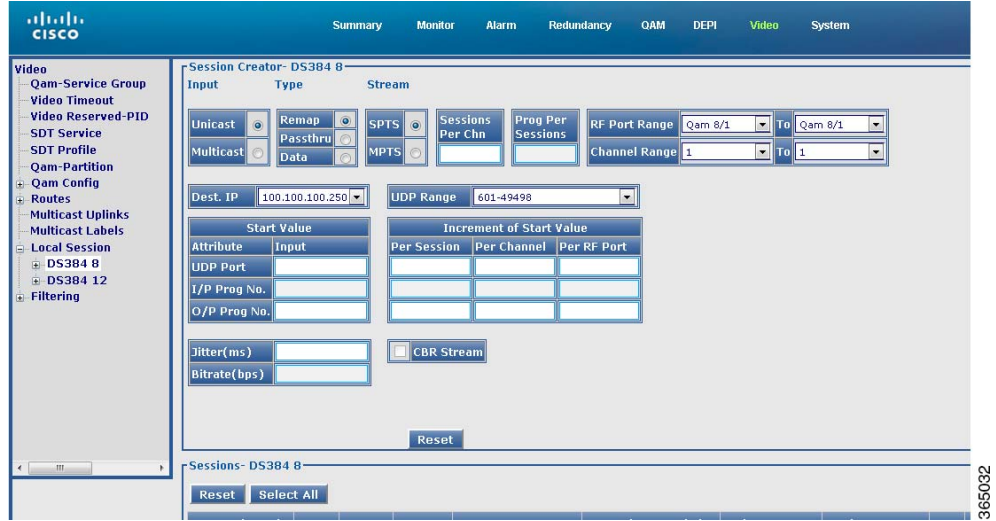 CISCO
Summary Monitor Alarm Redundancy QAM DEPI Video System
Video
Qam-Service Group
Video Timeout
Video Reserved-PID
SDT Service
SDT Profile
Qam-Partition
Qam Config
Routes
Multicast Uplinks
Multicast Labels
Local Session
DS384 8
DS384 12
Filtering
Session Creator- DS384 8
Input Type Stream
Unicast
Multicast
Remap
Passthru
Data
SPTS
MPTS
Sessions Per Chn
Prog Per Sessions
RF Port Range Qam 8/1 To Qam 8/1
Channel Range 1 To 1
Dest. IP 100.100.100.250
UDP Range 601-49498
Start Value
Attribute Input
UDP Port
I/P Prog No.
O/P Prog No.
Increment of Start Value
Per Session Per Channel Per RF Port
Jitter(ms)
Bitrate(bps)
CBR Stream
Reset
Sessions- DS384 8
Reset Select All
365032